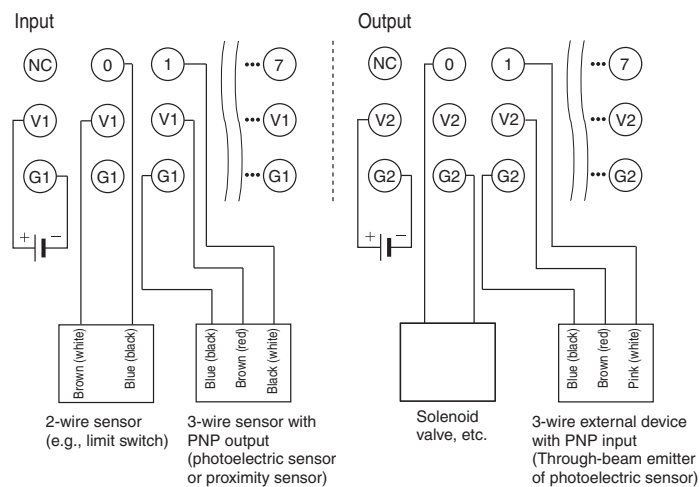 Input
Output
NC 0 1 ••• 7
NC 0 1 ••• 7
V1 V1 V1 ••• V1
V2 V2 V2 ••• V2
G1 G1 G1 ••• G1
G2 G2 G2 ••• G2
+ −
+ −
Brown (white)
Blue (black)
Blue (black)
Brown (red)
Black (white)
Blue (black)
Brown (red)
Pink (white)
2-wire sensor
(e.g., limit switch)
3-wire sensor with
PNP output
(photoelectric sensor
or proximity sensor)
Solenoid
valve, etc.
3-wire external device
with PNP input
(Through-beam emitter
of photoelectric sensor)